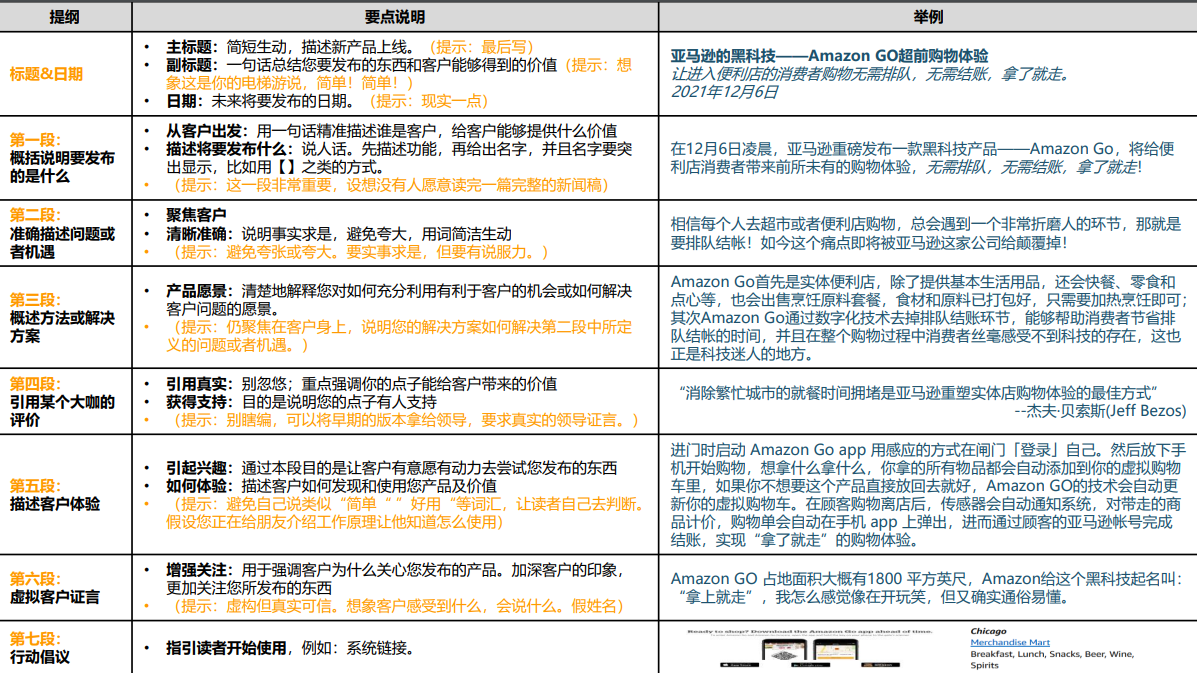 提纲
要点说明
举例
标题&日期
• 主标题：简短生动，描述新产品上线。（提示：最后写）
• 副标题：一句话总结您要发布的东西和客户能够得到的价值（提示：想
象这是你的电梯游说，简单！简单！）
• 日期：未来将要发布的日期。（提示：现实一点）
亚马逊的黑科技——Amazon GO超前购物体验
让进入便利店的消费者购物无需排队，无需结账，拿了就走。
2021年12月6日
第一段：
概括说明要发布
的是什么
• 从客户出发：用一句话精准描述谁是客户，给客户能够提供什么价值
• 描述将要发布什么：说人话。先描述功能，再给出名字，并且名字要突
出显示，比如用【】之类的方式。
• （提示：这一段非常重要，设想没有人愿意读完一篇完整的新闻稿）
在12月6日凌晨，亚马逊重磅发布一款黑科技产品——Amazon Go，将给便
利店消费者带来前所未有的购物体验，无需排队，无需结账，拿了就走！
第二段：
准确描述问题或
者机遇
• 聚焦客户
• 清晰准确：说明事实求是，避免夸大，用词简洁生动
• （提示：避免夸张或夸大。要实事求是，但要有说服力。）
相信每个人去超市或者便利店购物，总会遇到一个非常折磨人的环节，那就是
要排队结帐！如今这个痛点即将被亚马逊这家公司给颠覆掉！
第三段：
概述方法或解决
方案
• 产品愿景：清楚地解释您对如何充分利用有利于客户的机会或如何解决
客户问题的愿景。
• （提示：仍聚焦在客户身上，说明您的解决方案如何解决第二段中所定
义的问题或者机遇。）
Amazon Go首先是实体便利店，除了提供基本生活用品，还会快餐、零食和
点心等，也会出售烹饪原料套餐，食材和原料已打包好，只需要加热烹饪即可；
其次Amazon Go通过数字化技术去掉排队结账环节，能够帮助消费者节省排
队结帐的时间，并且在整个购物过程中消费者丝毫感受不到科技的存在，这也
正是科技迷人的地方。
第四段：
引用某个大咖的
评价
• 引用真实：别忽悠；重点强调你的点子能给客户带来的价值
• 获得支持：目的是说明您的点子有人支持
• （提示：别瞎编，可以将早期的版本拿给领导，要求真实的领导证言。）
“消除繁忙城市的就餐时间拥堵是亚马逊重塑实体店购物体验的最佳方式”
--杰夫·贝索斯(Jeff Bezos)
第五段：
描述客户体验
• 引起兴趣：通过本段目的是让客户有意愿有动力去尝试您发布的东西
• 如何体验：描述客户如何发现和使用您产品及价值
• （提示：避免自己说类似“简单“ ”好用“等词汇，让读者自己去判断。
假设您正在给朋友介绍工作原理让他知道怎么使用）
进门时启动 Amazon Go app 用感应的方式在闸门「登录」自己。然后放下手
机开始购物，想拿什么拿什么，你拿的所有物品都会自动添加到你的虚拟购物
车里，如果你不想要这个产品直接放回去就好，Amazon GO的技术会自动更
新你的虚拟购物车。在顾客购物离店后，传感器会自动通知系统，对带走的商
品计价，购物单会自动在手机 app 上弹出，进而通过顾客的亚马逊帐号完成
结账，实现“拿了就走”的购物体验。
第六段：
虚拟客户证言
• 增强关注：用于强调客户为什么关心您发布的产品。加深客户的印象，
更加关注您所发布的东西
• （提示：虚构但真实可信。想象客户感受到什么，会说什么。假姓名）
Amazon GO 占地面积大概有1800 平方英尺，Amazon给这个黑科技起名叫：
“拿上就走”，我怎么感觉像在开玩笑，但又确实通俗易懂。
第七段：
行动倡议
• 指引读者开始使用，例如：系统链接。
Ready to shop? Download the Amazon Go app ahead of time.
Chicago
Merchandise Mart
Breakfast, Lunch, Snacks, Beer, Wine,
Spirits